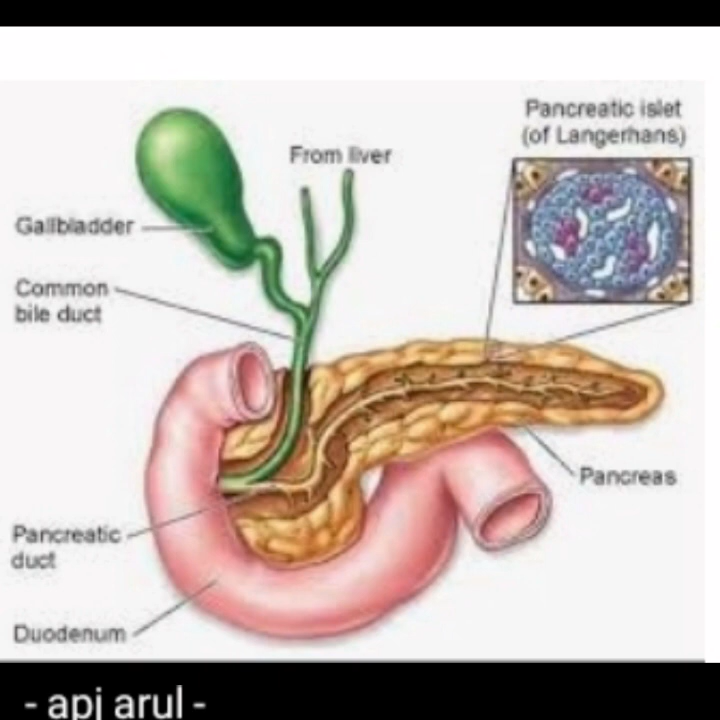 Pancreatic islet
(of Langerhans)
From liver
Gallbladder
Common
bile duct
Pancreas
Pancreatic
duct
Duodenum
- apj arul -